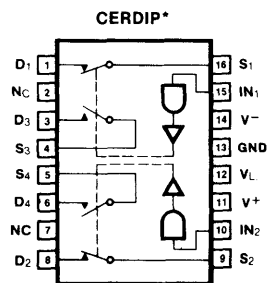 CERDIP*
D1 1 16 S1
NC 2 15 IN1
D3 3 14 V−
S3 4 13 GND
S4 5 12 VL
D4 6 11 V+
NC 7 10 IN2
D2 8 9 S2